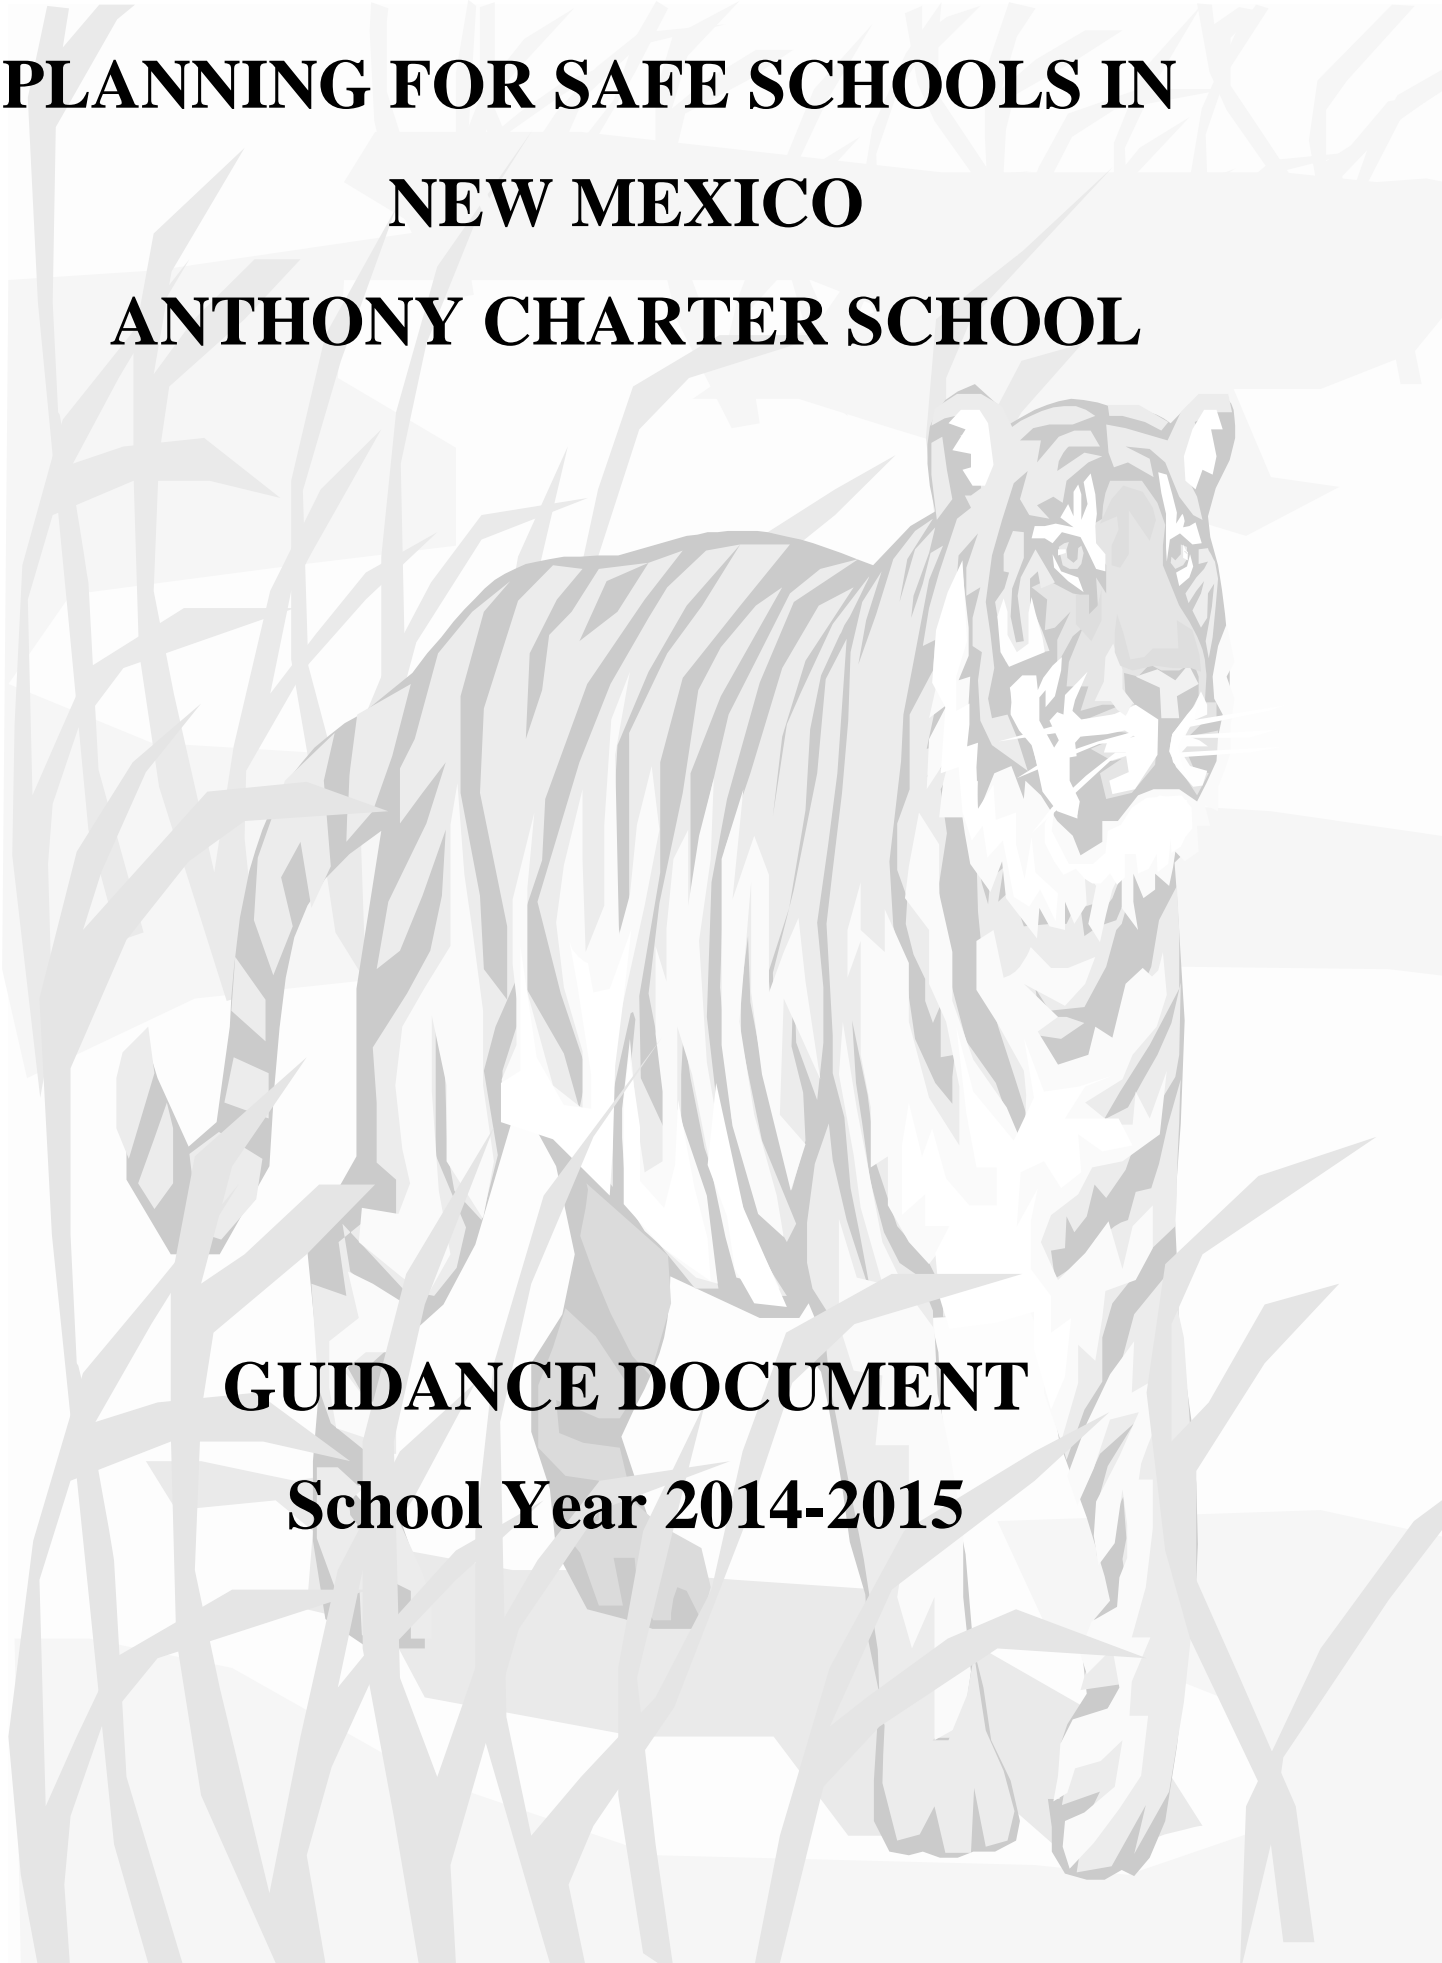 PLANNING FOR SAFE SCHOOLS IN
NEW MEXICO
ANTHONY CHARTER SCHOOL
GUIDANCE DOCUMENT
School Year 2014-2015